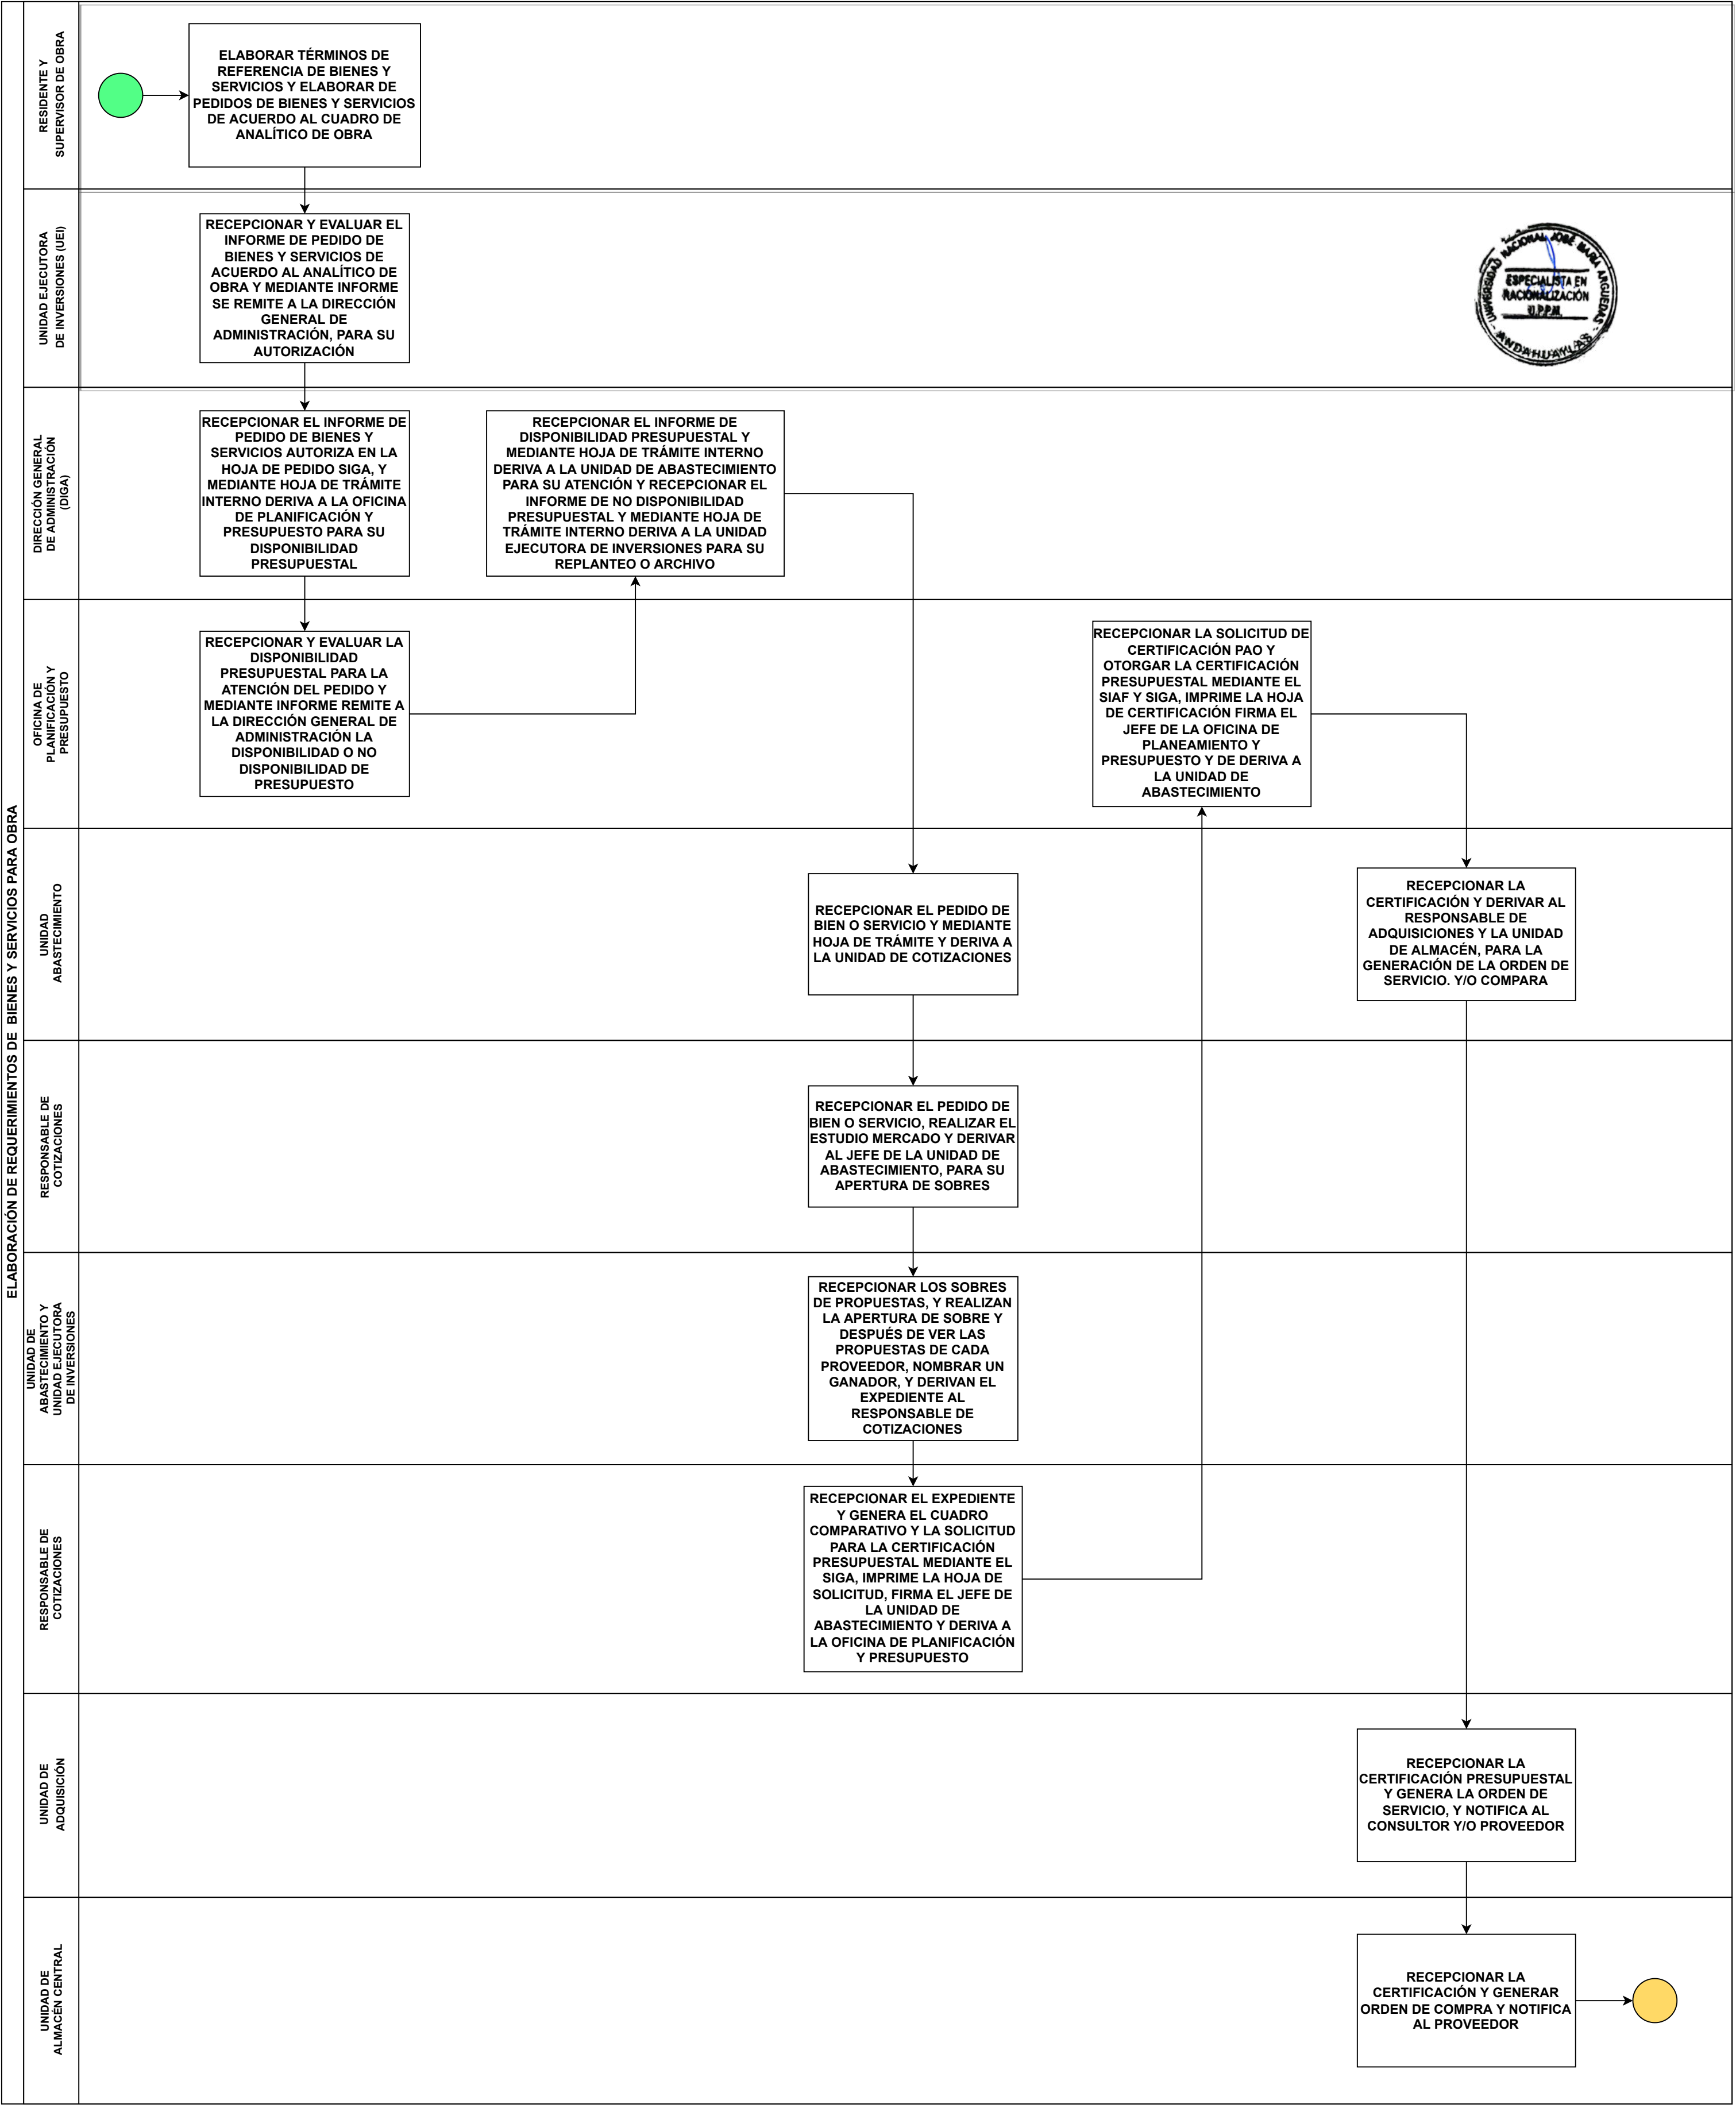 ELABORACIÓN DE REQUERIMIENTOS DE BIENES Y SERVICIOS PARA OBRA
RESIDENTE Y
SUPERVISOR DE OBRA
ELABORAR TÉRMINOS DE
REFERENCIA DE BIENES Y
SERVICIOS Y ELABORAR DE
PEDIDOS DE BIENES Y SERVICIOS
DE ACUERDO AL CUADRO DE
ANALÍTICO DE OBRA
UNIDAD EJECUTORA
DE INVERSIONES (UEI)
RECEPCIONAR Y EVALUAR EL
INFORME DE PEDIDO DE
BIENES Y SERVICIOS DE
ACUERDO AL ANALÍTICO DE
OBRA Y MEDIANTE INFORME
SE REMITE A LA DIRECCIÓN
GENERAL DE
ADMINISTRACIÓN, PARA SU
AUTORIZACIÓN
UNIVERSIDAD NACIONAL JOSÉ MARÍA ARGUEDAS
ESPECIALISTA EN
RACIONALIZACIÓN
U.P.P.M.
ANDAHUAYLAS
DIRECCIÓN GENERAL
DE ADMINISTRACIÓN
(DIGA)
RECEPCIONAR EL INFORME DE
PEDIDO DE BIENES Y
SERVICIOS AUTORIZA EN LA
HOJA DE PEDIDO SIGA, Y
MEDIANTE HOJA DE TRÁMITE
INTERNO DERIVA A LA OFICINA
DE PLANIFICACIÓN Y
PRESUPUESTO PARA SU
DISPONIBILIDAD
PRESUPUESTAL
RECEPCIONAR EL INFORME DE
DISPONIBILIDAD PRESUPUESTAL Y
MEDIANTE HOJA DE TRÁMITE INTERNO
DERIVA A LA UNIDAD DE ABASTECIMIENTO
PARA SU ATENCIÓN Y RECEPCIONAR EL
INFORME DE NO DISPONIBILIDAD
PRESUPUESTAL Y MEDIANTE HOJA DE
TRÁMITE INTERNO DERIVA A LA UNIDAD
EJECUTORA DE INVERSIONES PARA SU
REPLANTEO O ARCHIVO
OFICINA DE
PLANIFICACIÓN Y
PRESUPUESTO
RECEPCIONAR Y EVALUAR LA
DISPONIBILIDAD
PRESUPUESTAL PARA LA
ATENCIÓN DEL PEDIDO Y
MEDIANTE INFORME REMITE A
LA DIRECCIÓN GENERAL DE
ADMINISTRACIÓN LA
DISPONIBILIDAD O NO
DISPONIBILIDAD DE
PRESUPUESTO
RECEPCIONAR LA SOLICITUD DE
CERTIFICACIÓN PAO Y
OTORGAR LA CERTIFICACIÓN
PRESUPUESTAL MEDIANTE EL
SIAF Y SIGA, IMPRIME LA HOJA
DE CERTIFICACIÓN FIRMA EL
JEFE DE LA OFICINA DE
PLANEAMIENTO Y
PRESUPUESTO Y DE DERIVA A
LA UNIDAD DE
ABASTECIMIENTO
UNIDAD
ABASTECIMIENTO
RECEPCIONAR EL PEDIDO DE
BIEN O SERVICIO Y MEDIANTE
HOJA DE TRÁMITE Y DERIVA A
LA UNIDAD DE COTIZACIONES
RECEPCIONAR LA
CERTIFICACIÓN Y DERIVAR AL
RESPONSABLE DE
ADQUISICIONES Y LA UNIDAD
DE ALMACÉN, PARA LA
GENERACIÓN DE LA ORDEN DE
SERVICIO. Y/O COMPARA
RESPONSABLE DE
COTIZACIONES
RECEPCIONAR EL PEDIDO DE
BIEN O SERVICIO, REALIZAR EL
ESTUDIO MERCADO Y DERIVAR
AL JEFE DE LA UNIDAD DE
ABASTECIMIENTO, PARA SU
APERTURA DE SOBRES
UNIDAD DE
ABASTECIMIENTO Y
UNIDAD EJECUTORA
DE INVERSIONES
RECEPCIONAR LOS SOBRES
DE PROPUESTAS, Y REALIZAN
LA APERTURA DE SOBRE Y
DESPUÉS DE VER LAS
PROPUESTAS DE CADA
PROVEEDOR, NOMBRAR UN
GANADOR, Y DERIVAN EL
EXPEDIENTE AL
RESPONSABLE DE
COTIZACIONES
RESPONSABLE DE
COTIZACIONES
RECEPCIONAR EL EXPEDIENTE
Y GENERA EL CUADRO
COMPARATIVO Y LA SOLICITUD
PARA LA CERTIFICACIÓN
PRESUPUESTAL MEDIANTE EL
SIGA, IMPRIME LA HOJA DE
SOLICITUD, FIRMA EL JEFE DE
LA UNIDAD DE
ABASTECIMIENTO Y DERIVA A
LA OFICINA DE PLANIFICACIÓN
Y PRESUPUESTO
UNIDAD DE
ADQUISICIÓN
RECEPCIONAR LA
CERTIFICACIÓN PRESUPUESTAL
Y GENERA LA ORDEN DE
SERVICIO, Y NOTIFICA AL
CONSULTOR Y/O PROVEEDOR
UNIDAD DE
ALMACÉN CENTRAL
RECEPCIONAR LA
CERTIFICACIÓN Y GENERAR
ORDEN DE COMPRA Y NOTIFICA
AL PROVEEDOR